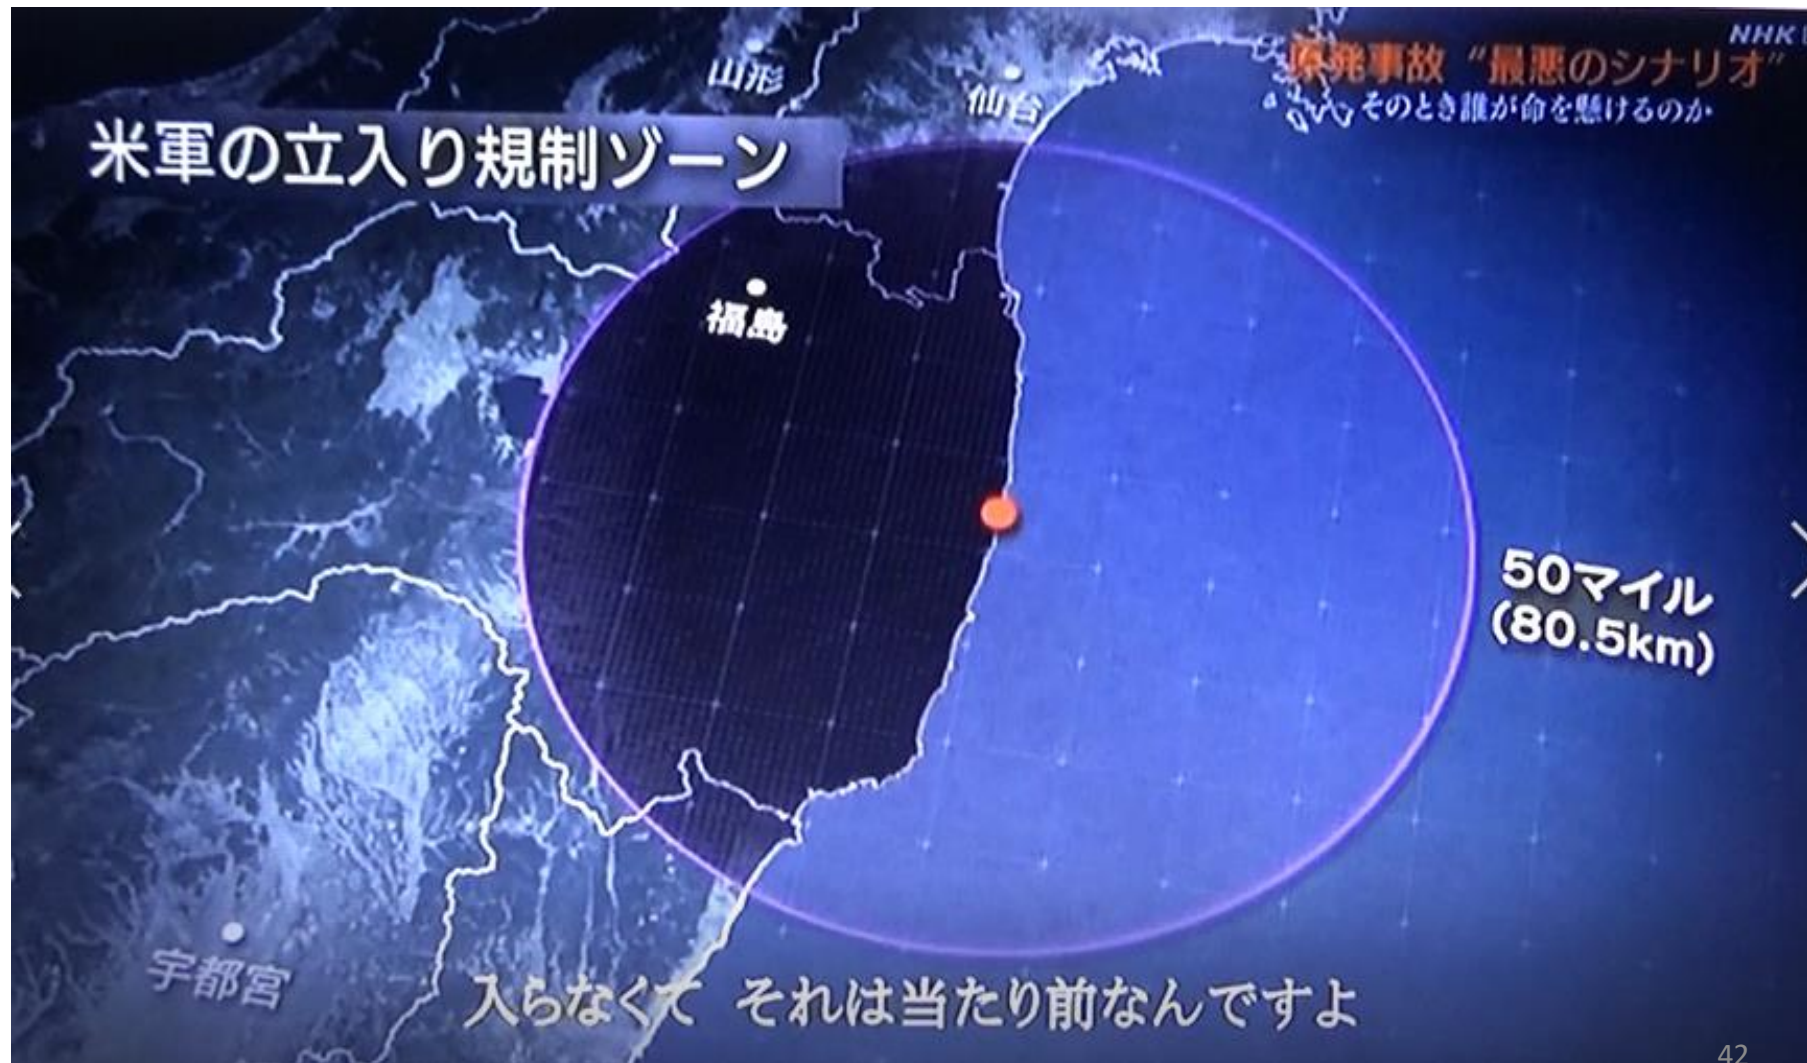 NHK
原発事故 “最悪のシナリオ”
そのとき誰が命を懸けるのか
山形
仙台
米軍の立入り規制ゾーン
福島
50マイル
(80.5km)
宇都宮
入らなくて それは当たり前なんですよ
42